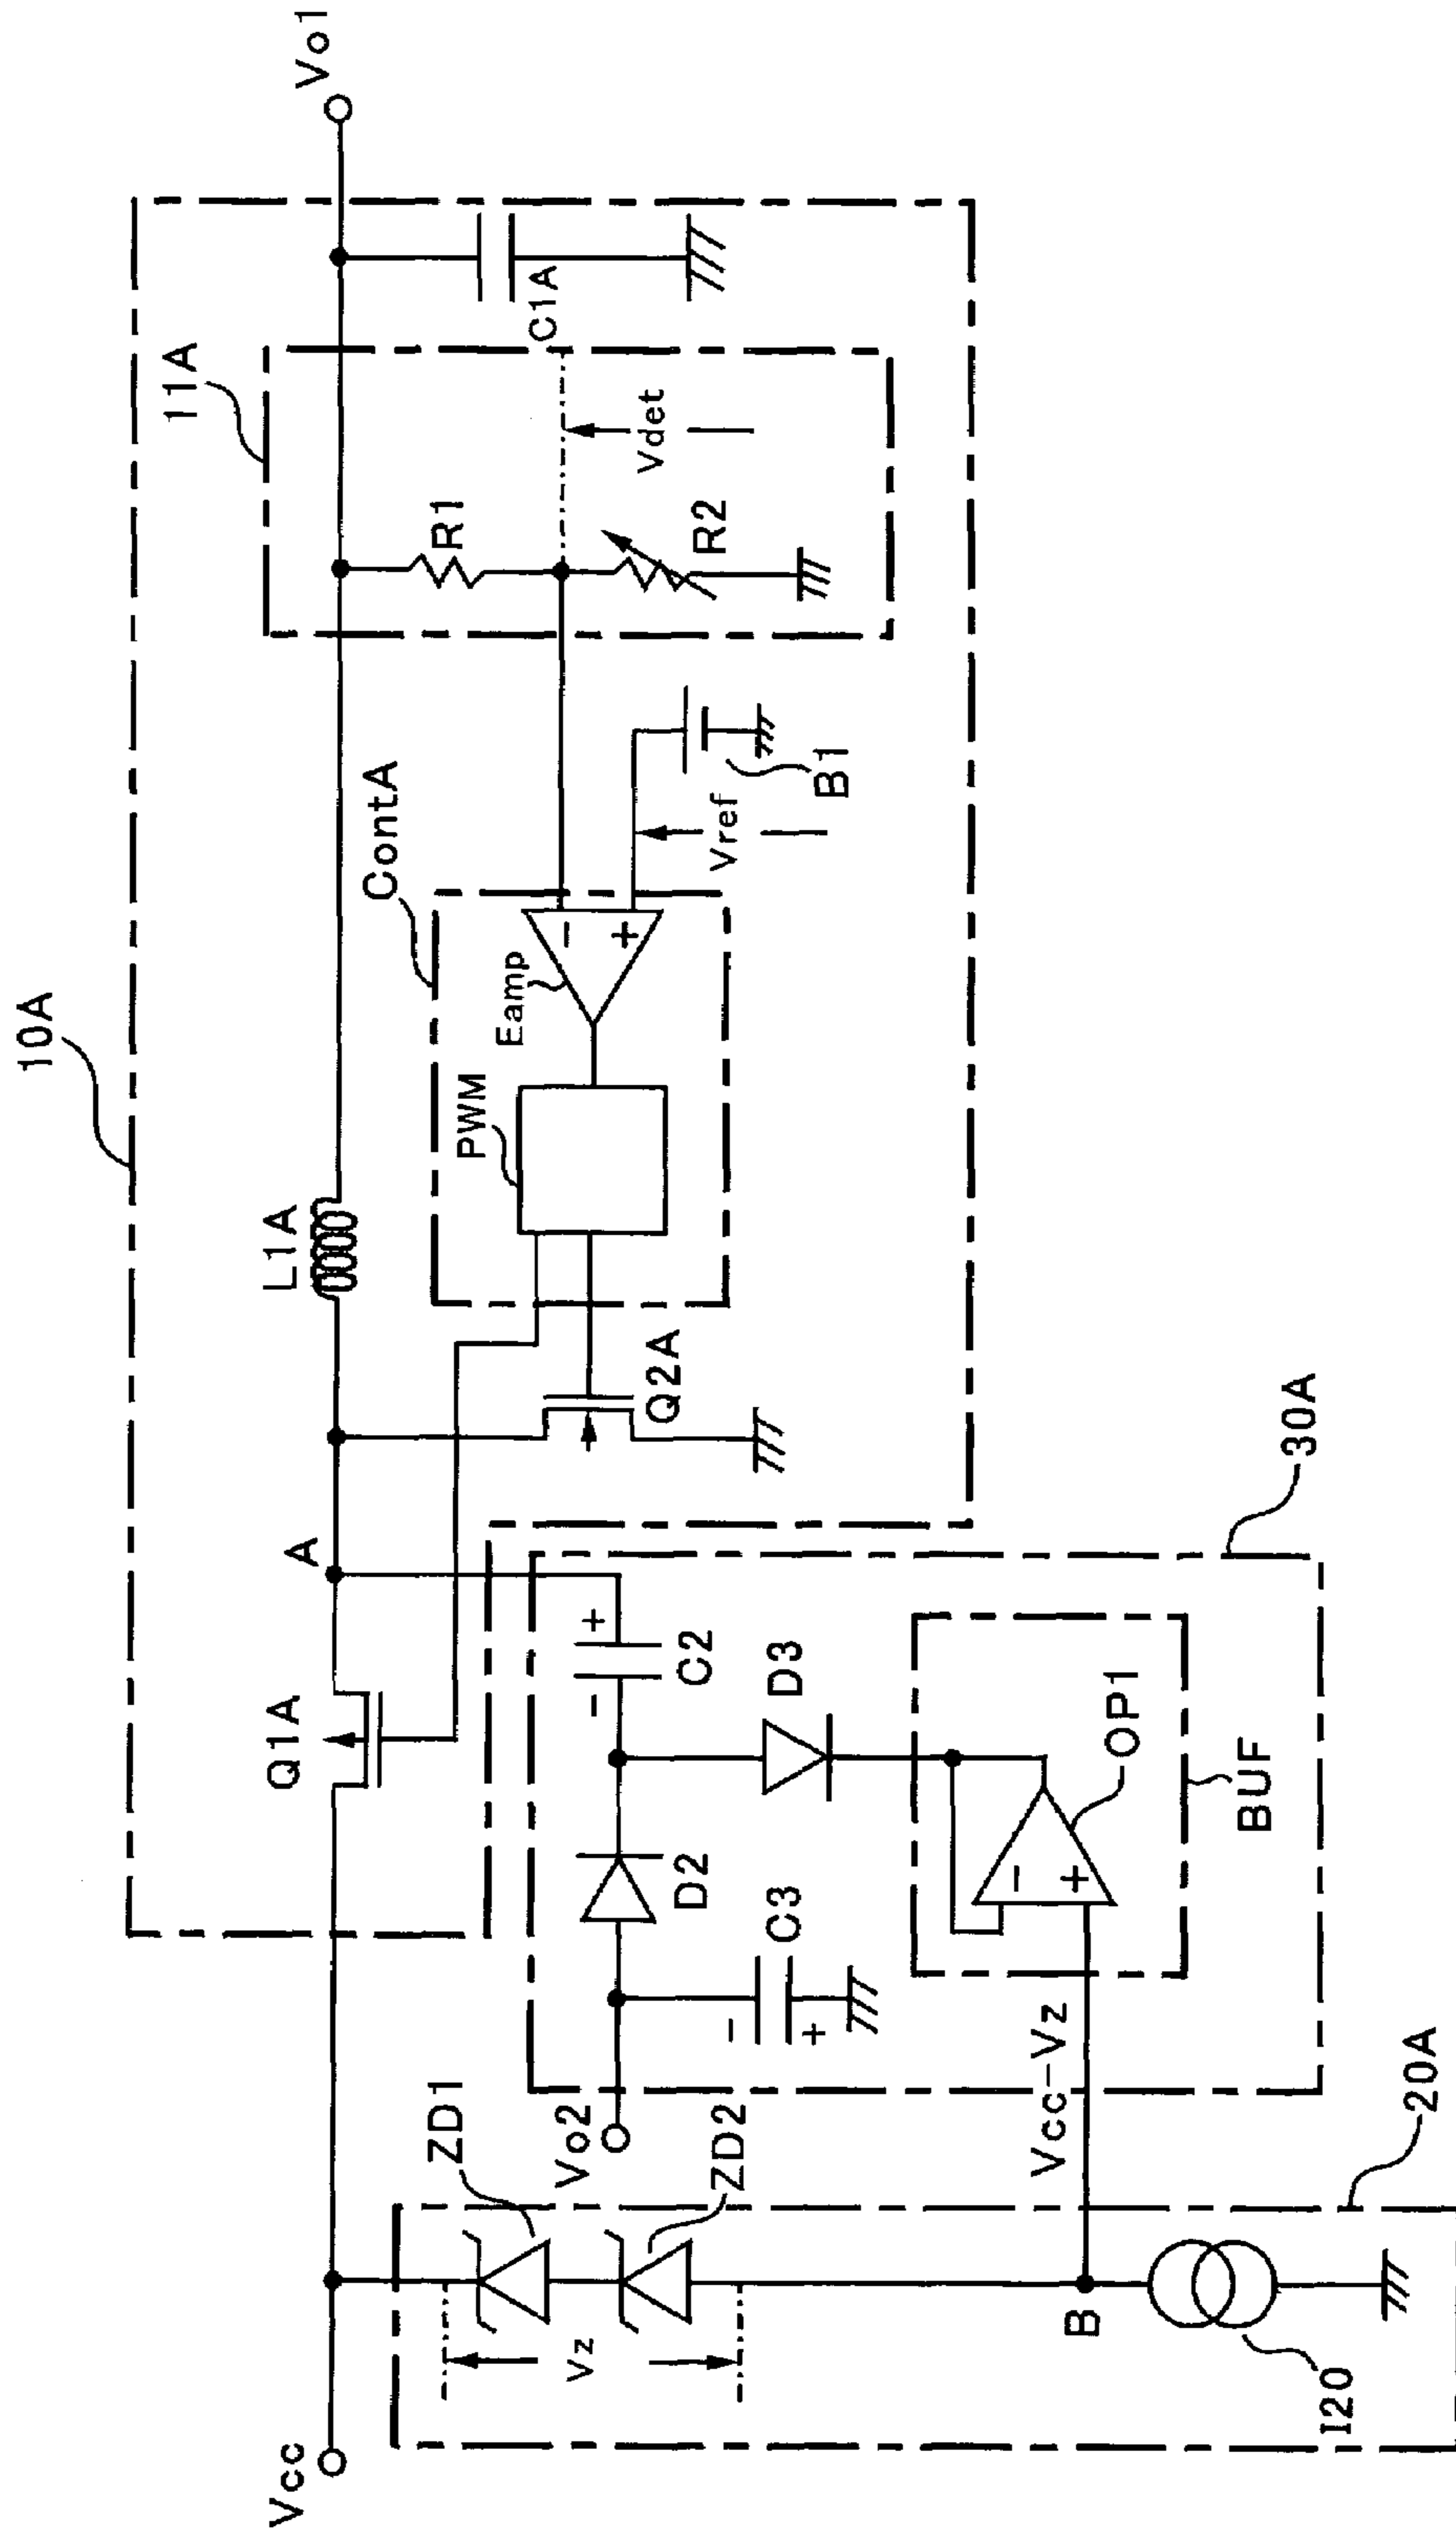 10A
11A
Vcc
Q1A
A
L1A
Vo1
ContA
R1
PWM
Eamp
-
+
Vref
B1
Vdet
R2
C1A
Q2A
ZD1
Vz
ZD2
Vo2
D2
-
+
C2
C3
-
+
D3
Vcc-Vz
-
+
OP1
BUF
B
I20
20A
30A